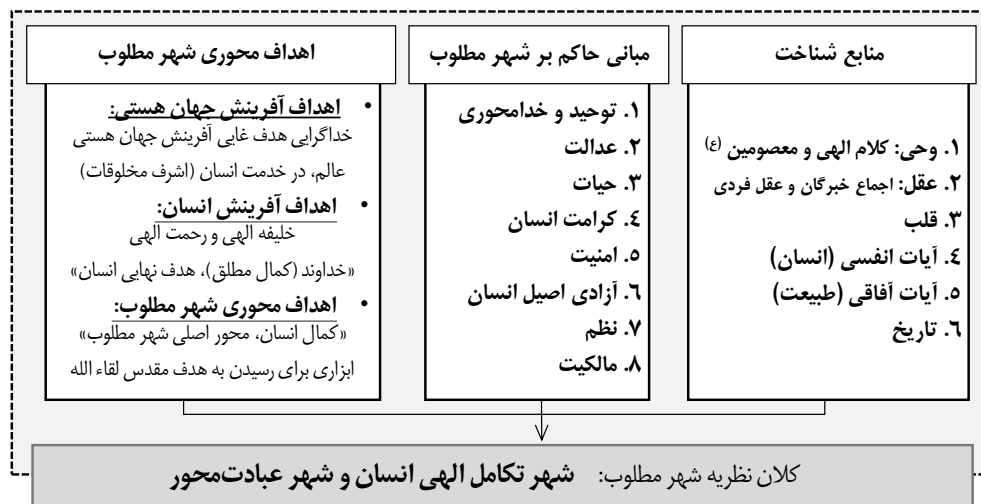 منابع شناخت
۱. وحی: کلام الهی و معصومین (ع)
۲. عقل: اجماع خبرگان و عقل فردی
۳. قلب
۴. آیات انفسی (انسان)
۵. آیات آفاقی (طبیعت)
۶. تاریخ
مبانی حاکم بر شهر مطلوب
۱. توحید و خدامحوری
۲. عدالت
۳. حیات
۴. کرامت انسان
۵. امنیت
۶. آزادی اصیل انسان
۷. نظم
۸. مالکیت
اهداف محوری شهر مطلوب
• اهداف آفرینش جهان هستی:
خداگرایی هدف غایی آفرینش جهان هستی
عالم، در خدمت انسان (اشرف مخلوقات)
• اهداف آفرینش انسان:
خلیفه الهی و رحمت الهی
«خداوند (کمال مطلق)، هدف نهایی انسان»
• اهداف محوری شهر مطلوب:
«کمال انسان، محور اصلی شهر مطلوب»
ابزاری برای رسیدن به هدف مقدس لقاء الله
کلان نظریه شهر مطلوب: شهر تکامل الهی انسان و شهر عبادت‌محور